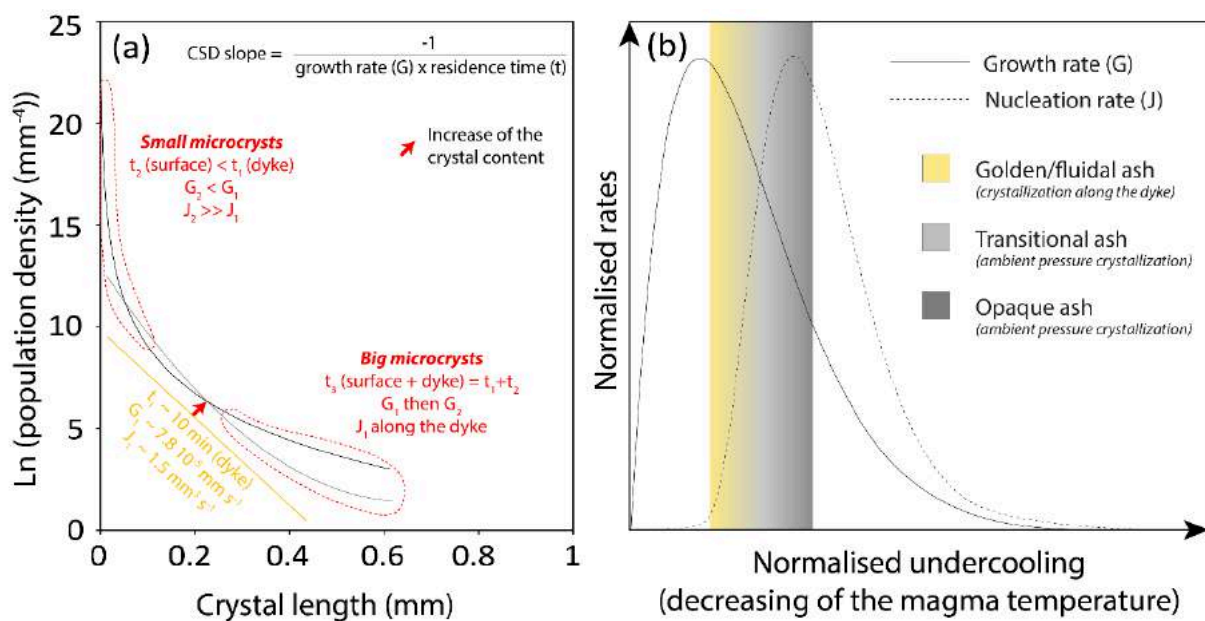 (a)
CSD slope = -1
growth rate (G) x residence time (t)
25
20
15
10
5
0
Ln (population density (mm⁻⁴))
Small microcrysts
t₂ (surface) < t₁ (dyke)
G₂ < G₁
J₂ >> J₁
Increase of the
crystal content
Big microcrysts
t₃ (surface + dyke) = t₁+t₂
G₁ then G₂
J₁ along the dyke
t₁ ~ 10 min (dyke)
G₁ ~ 7.8 10⁻⁵ mm s⁻¹
J₁ ~ 1.5 mm⁻³ s⁻¹
0
0.2
0.4
0.6
0.8
1
Crystal length (mm)
(b)
Growth rate (G)
Nucleation rate (J)
Golden/fluidal ash
(crystallization along the dyke)
Transitional ash
(ambient pressure crystallization)
Opaque ash
(ambient pressure crystallization)
Normalised rates
Normalised undercooling
(decreasing of the magma temperature)